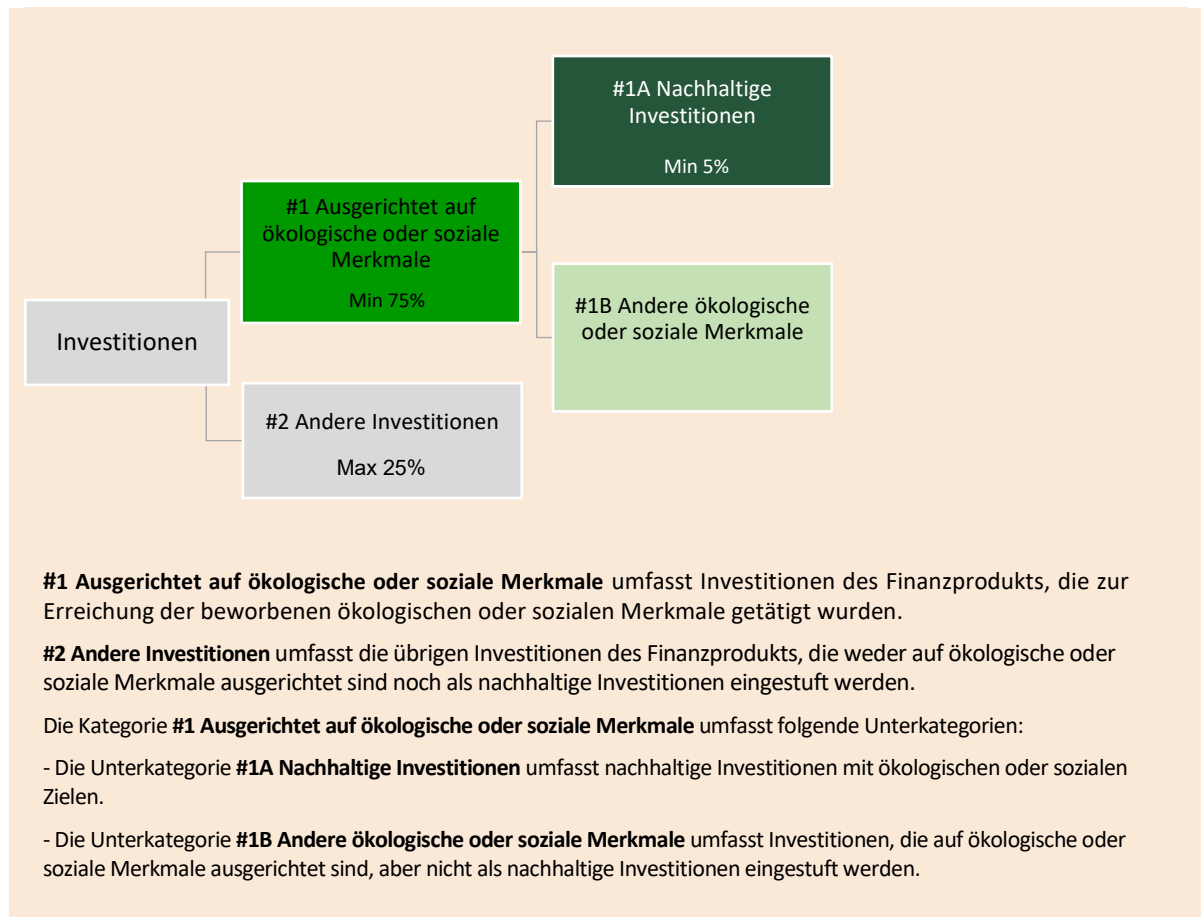 #1A Nachhaltige
Investitionen
Min 5%
#1 Ausgerichtet auf
ökologische oder soziale
Merkmale
Min 75%
#1B Andere ökologische
oder soziale Merkmale
Investitionen
#2 Andere Investitionen
Max 25%
#1 Ausgerichtet auf ökologische oder soziale Merkmale umfasst Investitionen des Finanzprodukts, die zur
Erreichung der beworbenen ökologischen oder sozialen Merkmale getätigt wurden.
#2 Andere Investitionen umfasst die übrigen Investitionen des Finanzprodukts, die weder auf ökologische oder
soziale Merkmale ausgerichtet sind noch als nachhaltige Investitionen eingestuft werden.
Die Kategorie #1 Ausgerichtet auf ökologische oder soziale Merkmale umfasst folgende Unterkategorien:
- Die Unterkategorie #1A Nachhaltige Investitionen umfasst nachhaltige Investitionen mit ökologischen oder sozialen
Zielen.
- Die Unterkategorie #1B Andere ökologische oder soziale Merkmale umfasst Investitionen, die auf ökologische oder
soziale Merkmale ausgerichtet sind, aber nicht als nachhaltige Investitionen eingestuft werden.